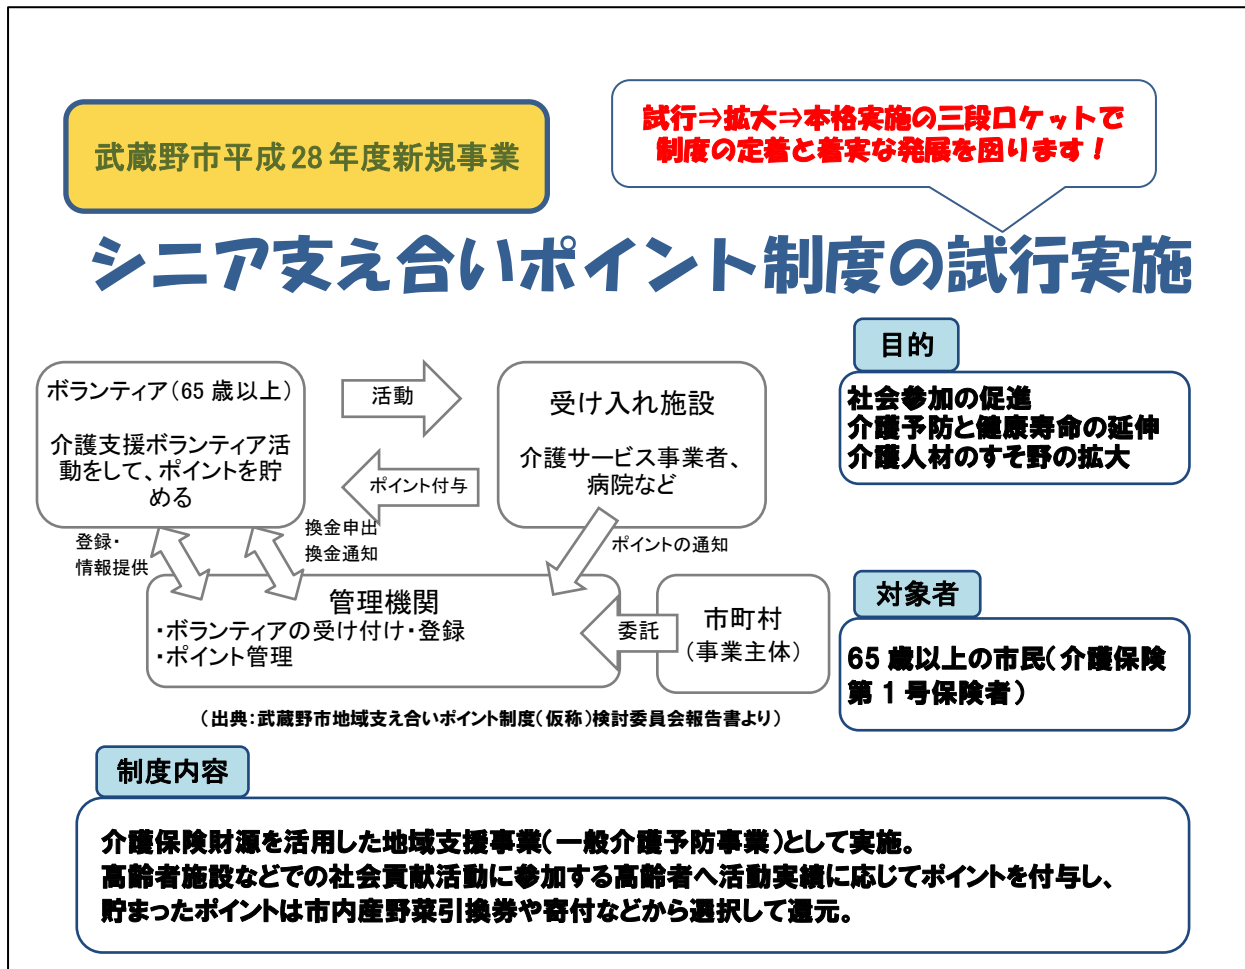 武蔵野市平成28年度新規事業
試行⇒拡大⇒本格実施の三段ロケットで
制度の定着と着実な発展を図ります！
シニア支え合いポイント制度の試行実施
ボランティア（65 歳以上）
介護支援ボランティア活
動をして、ポイントを貯
める
活動
ポイント付与
受け入れ施設
介護サービス事業者、
病院など
登録・
情報提供
換金申出
換金通知
ポイントの通知
管理機関
・ボランティアの受け付け・登録
・ポイント管理
委託
市町村
（事業主体）
（出典：武蔵野市地域支え合いポイント制度（仮称）検討委員会報告書より）
目的
社会参加の促進
介護予防と健康寿命の延伸
介護人材のすそ野の拡大
対象者
65 歳以上の市民（介護保険
第 1 号保険者）
制度内容
介護保険財源を活用した地域支援事業（一般介護予防事業）として実施。
高齢者施設などでの社会貢献活動に参加する高齢者へ活動実績に応じてポイントを付与し、
貯まったポイントは市内産野菜引換券や寄付などから選択して還元。